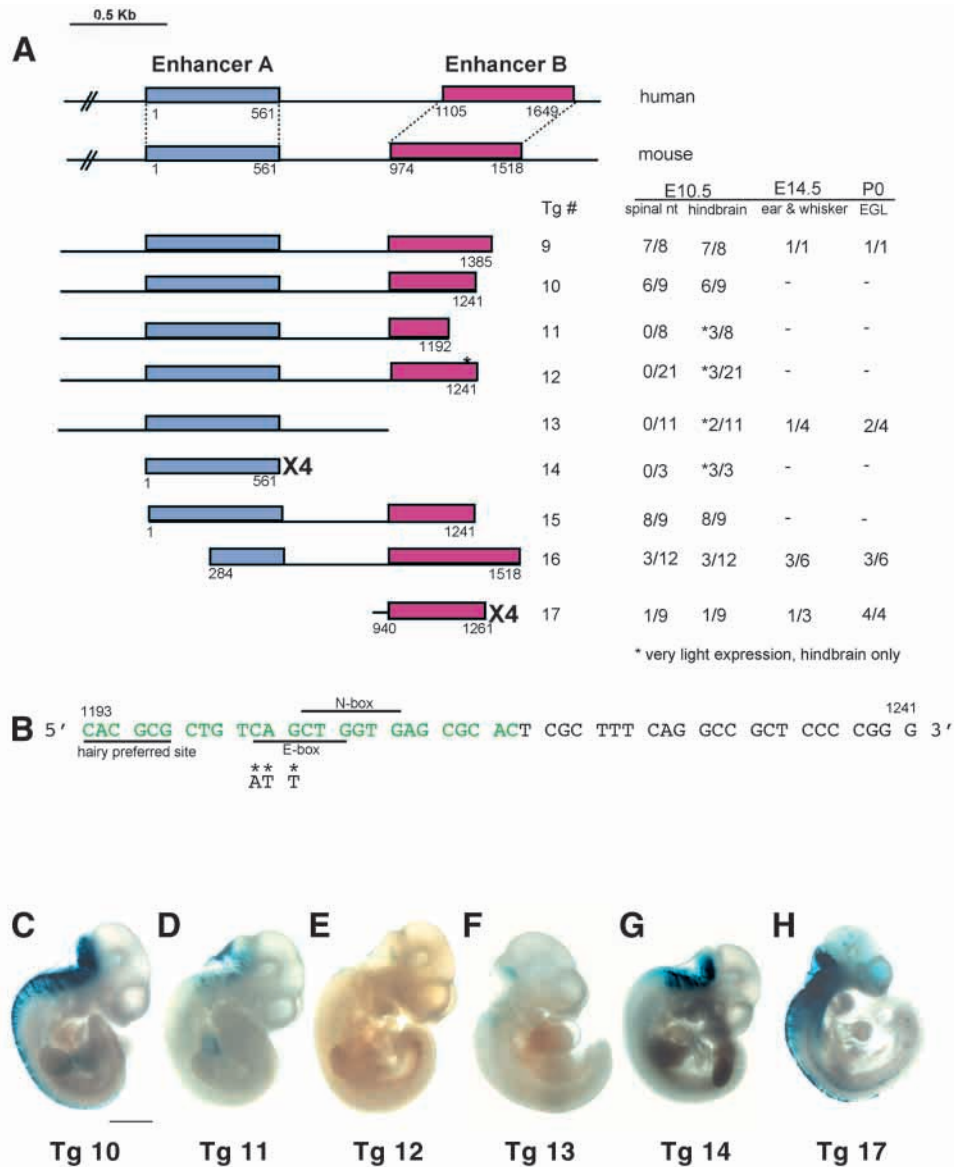 0.5 Kb
A
Enhancer A Enhancer B
human
1 561 1105 1649
mouse
1 561 974 1518
E10.5 E14.5 P0
Tg # spinal nt hindbrain ear & whisker EGL
9 7/8 7/8 1/1 1/1
1385
10 6/9 6/9 - -
1241
11 0/8 *3/8 - -
1192
*
12 0/21 *3/21 - -
1241
13 0/11 *2/11 1/4 2/4
X4
14 0/3 *3/3 - -
1 561
15 8/9 8/9 - -
1 1241
16 3/12 3/12 3/6 3/6
284 1518
X4
17 1/9 1/9 1/3 4/4
940 1261
* very light expression, hindbrain only
N-box
1193 1241
B 5' CAC GCG CTG TCA GCT GGT GAG CGC ACT CGC TTT CAG GCC GCT CCC CGG G 3'
hairy preferred site E-box
** *
AT T
C D E F G H
Tg 10 Tg 11 Tg 12 Tg 13 Tg 14 Tg 17